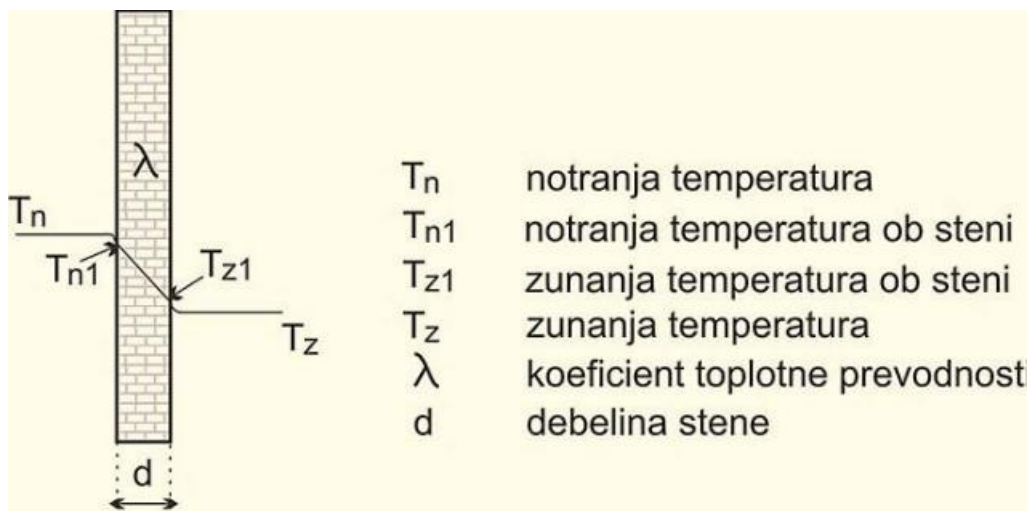 λ
Tn
Tn1
Tz1
Tz
d
Tn notranja temperatura
Tn1 notranja temperatura ob steni
Tz1 zunanja temperatura ob steni
Tz zunanja temperatura
λ koeficient toplotne prevodnosti
d debelina stene